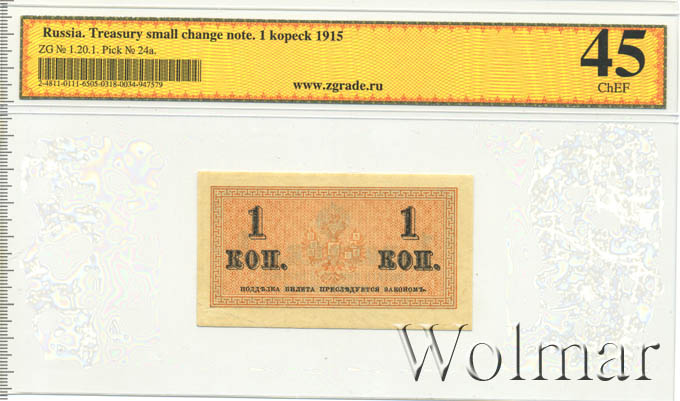 Russia. Treasury small change note. 1 kopeck 1915
ZG № 1.20.1. Pick № 24a.
2-4811-0111-6505-0318-0034-947579
www.zgrade.ru
45
ChEF
1 1
КОП. КОП.
ПОДДѢЛКА БИЛЕТА ПРЕСЛѢДУЕТСЯ ЗАКОНОМЪ.
Wolmar